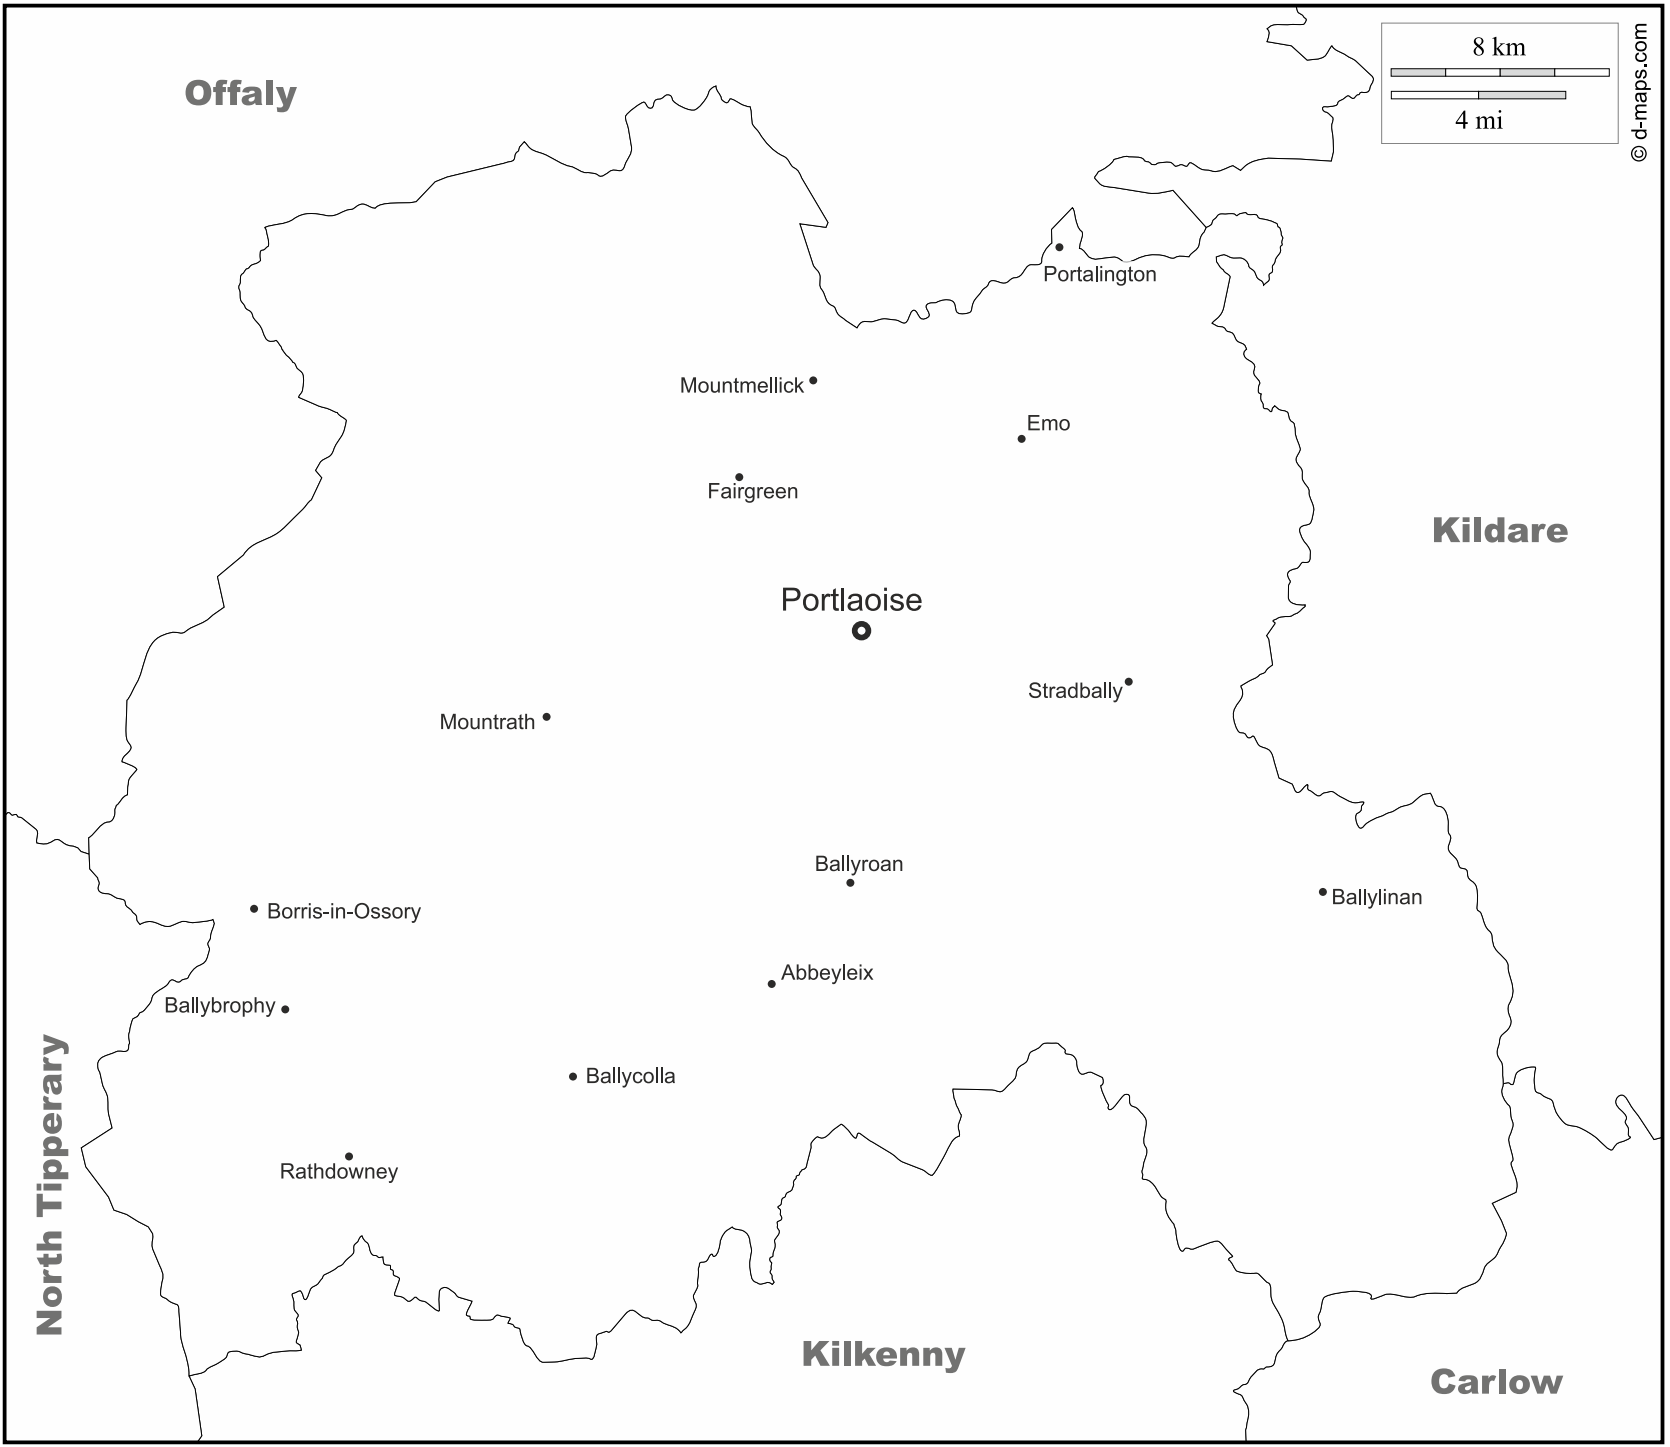 8 km
4 mi
© d-maps.com
Offaly
Portalington
Mountmellick
Emo
Fairgreen
Kildare
Portlaoise
Stradbally
Mountrath
Ballyroan
Ballylinan
Borris-in-Ossory
Abbeyleix
Ballybrophy
Ballycolla
North Tipperary
Rathdowney
Kilkenny
Carlow